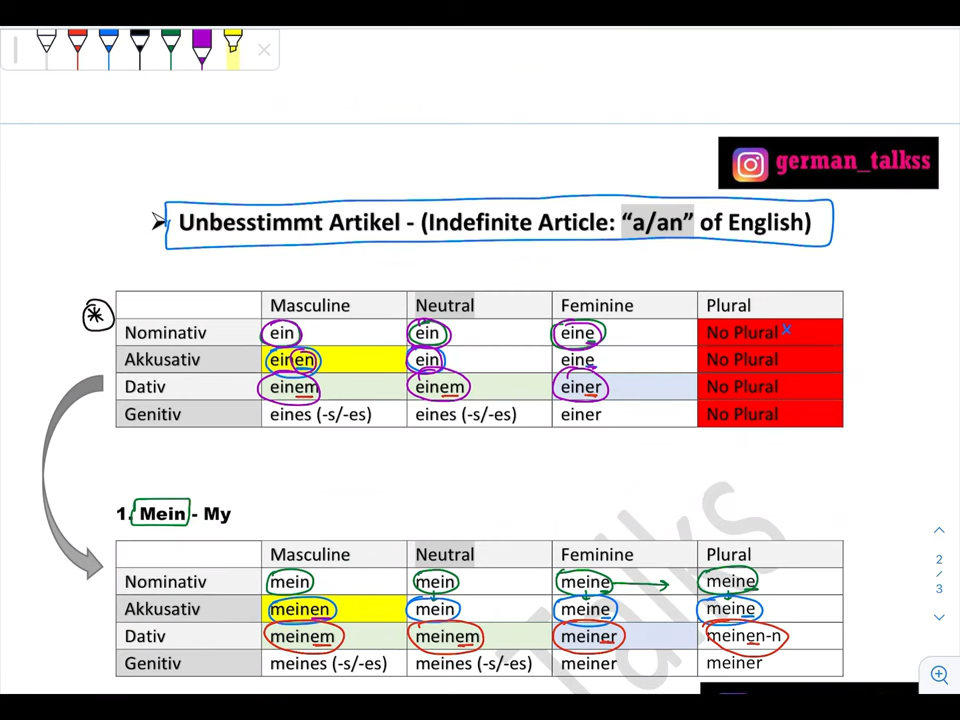 german_talkss
Unbesstimmt Artikel - (Indefinite Article: “a/an” of English)
Masculine Neutral Feminine Plural
Nominativ ein ein eine No Plural x
Akkusativ einen ein eine No Plural
Dativ einem einem einer No Plural
Genitiv eines (-s/-es) eines (-s/-es) einer No Plural
1. Mein - My
Masculine Neutral Feminine Plural
Nominativ mein mein meine meine
Akkusativ meinen mein meine meine
Dativ meinem meinem meiner meinen-n
Genitiv meines (-s/-es) meines (-s/-es) meiner meiner
Talks
2
/
3